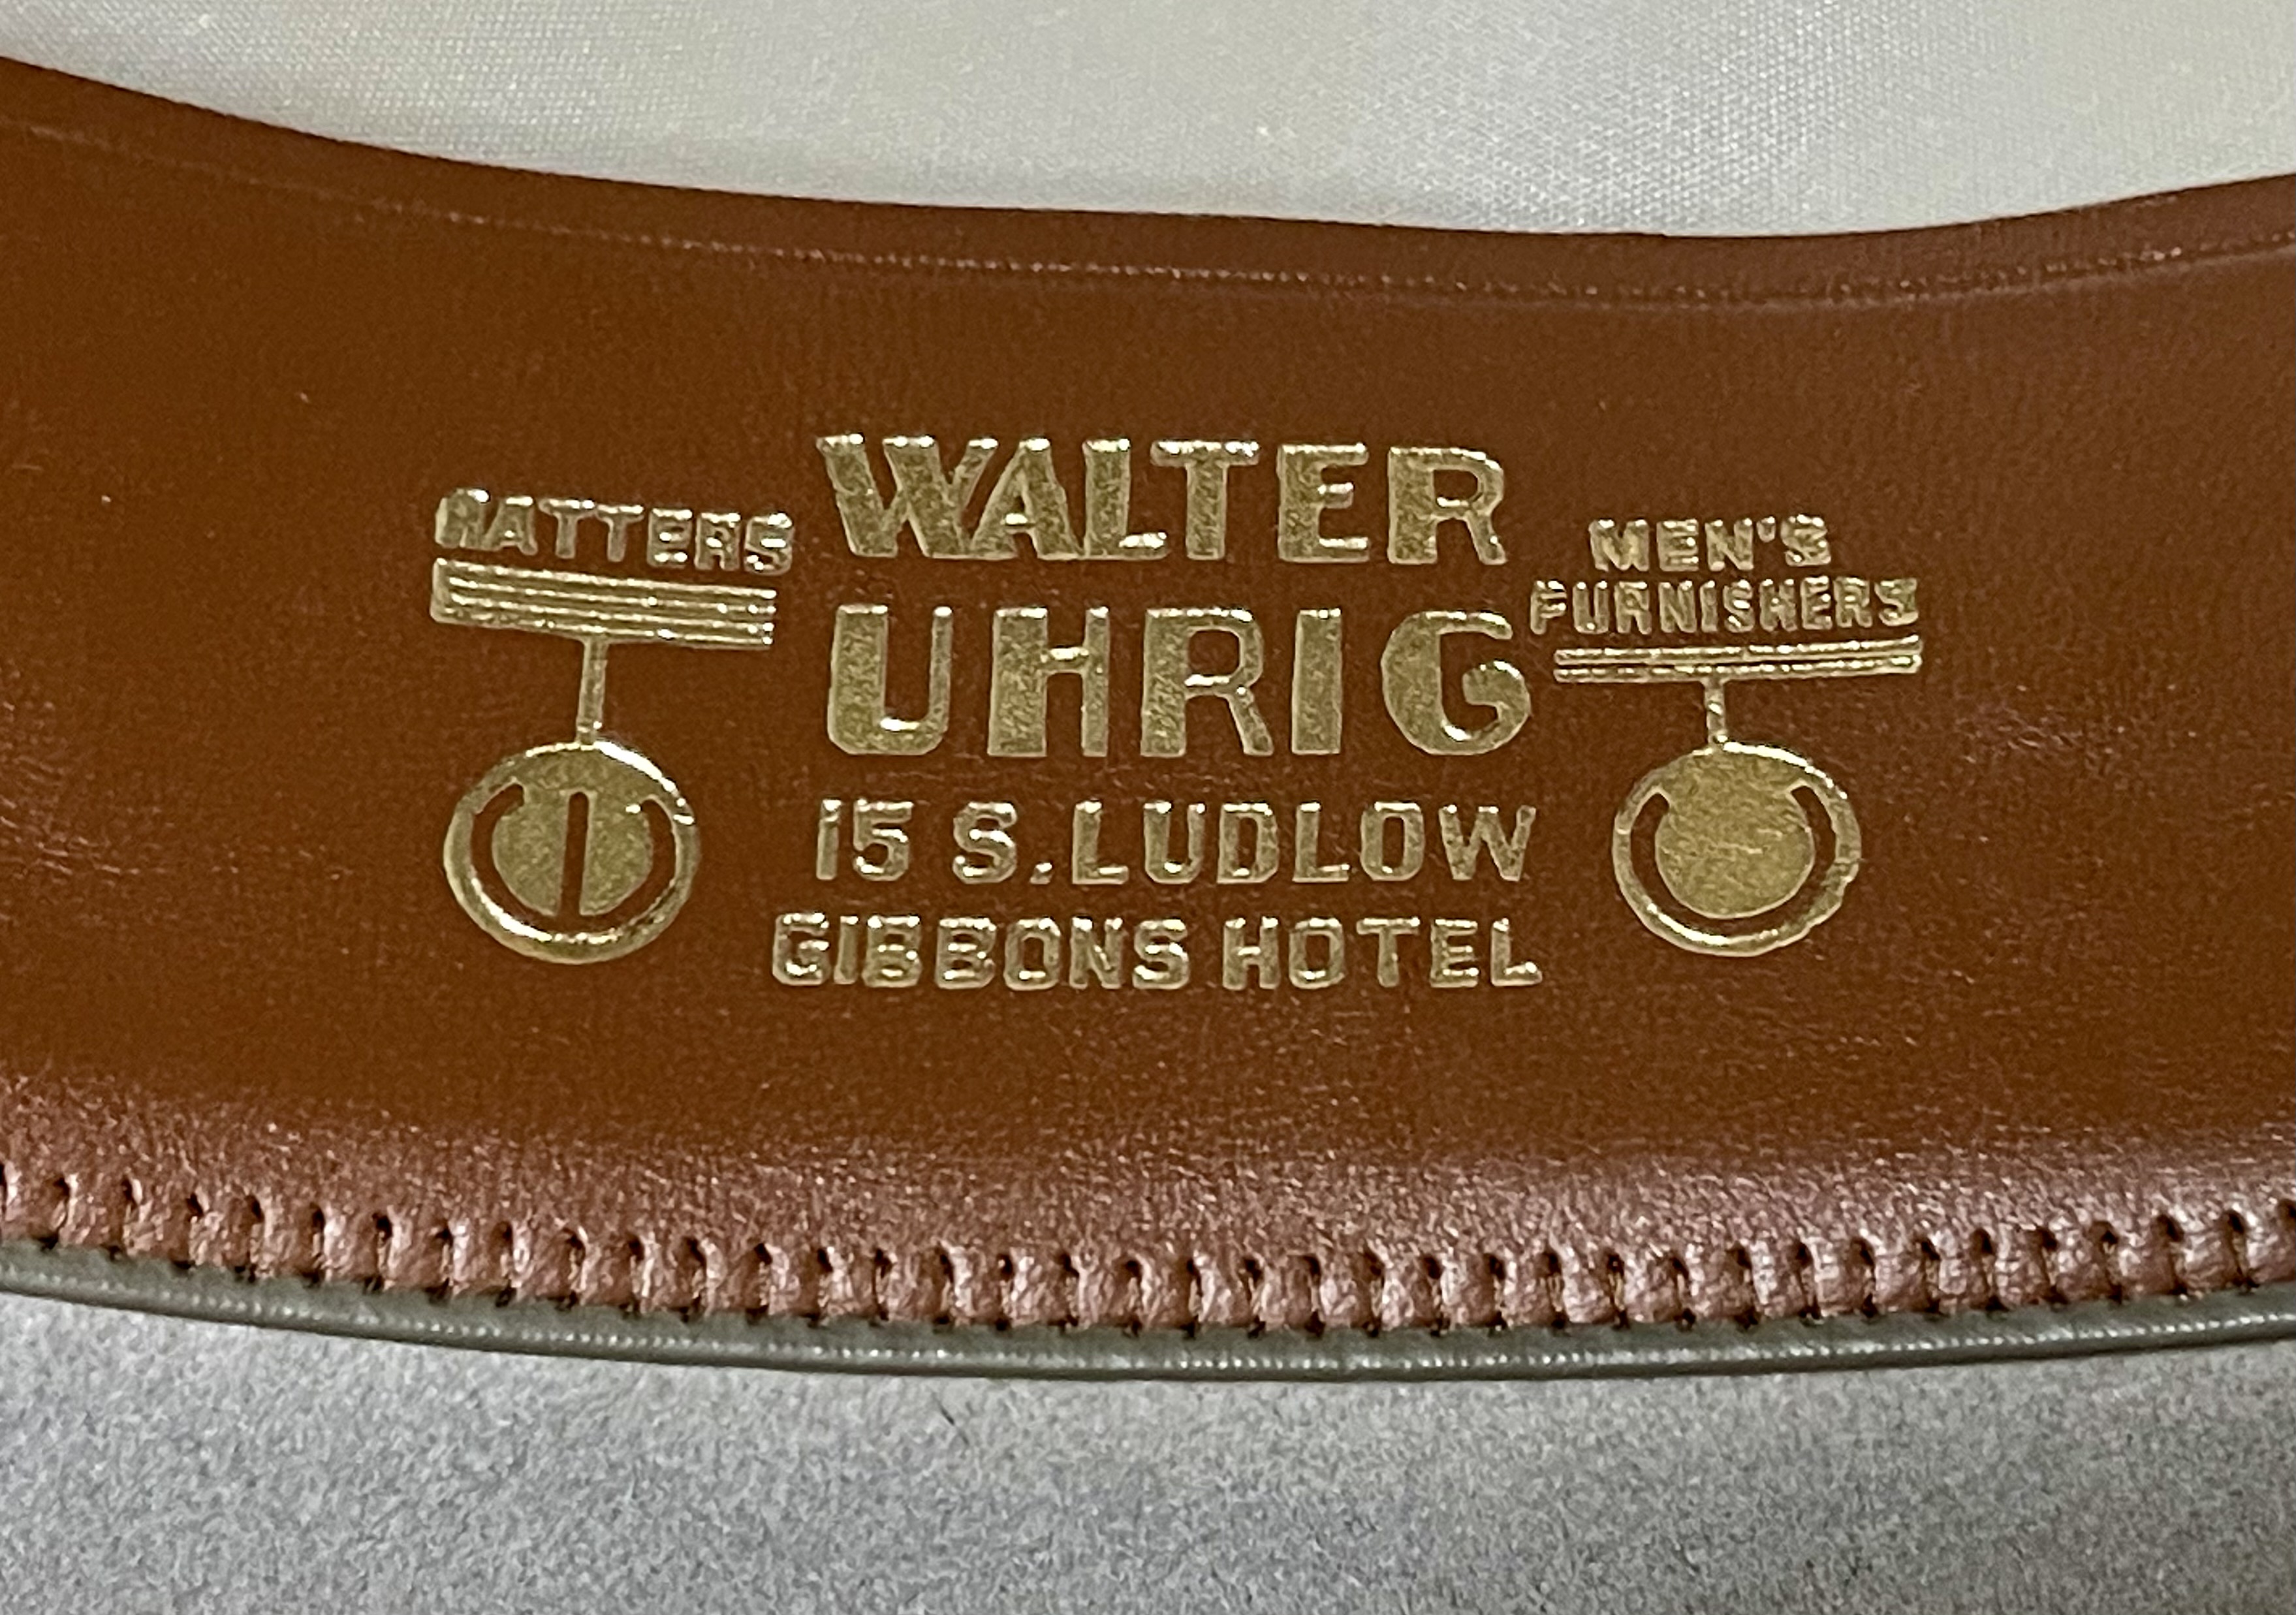 HATTERS
WALTER
UHRIG
MEN'S
FURNISHERS
15 S. LUDLOW
GIBBONS HOTEL